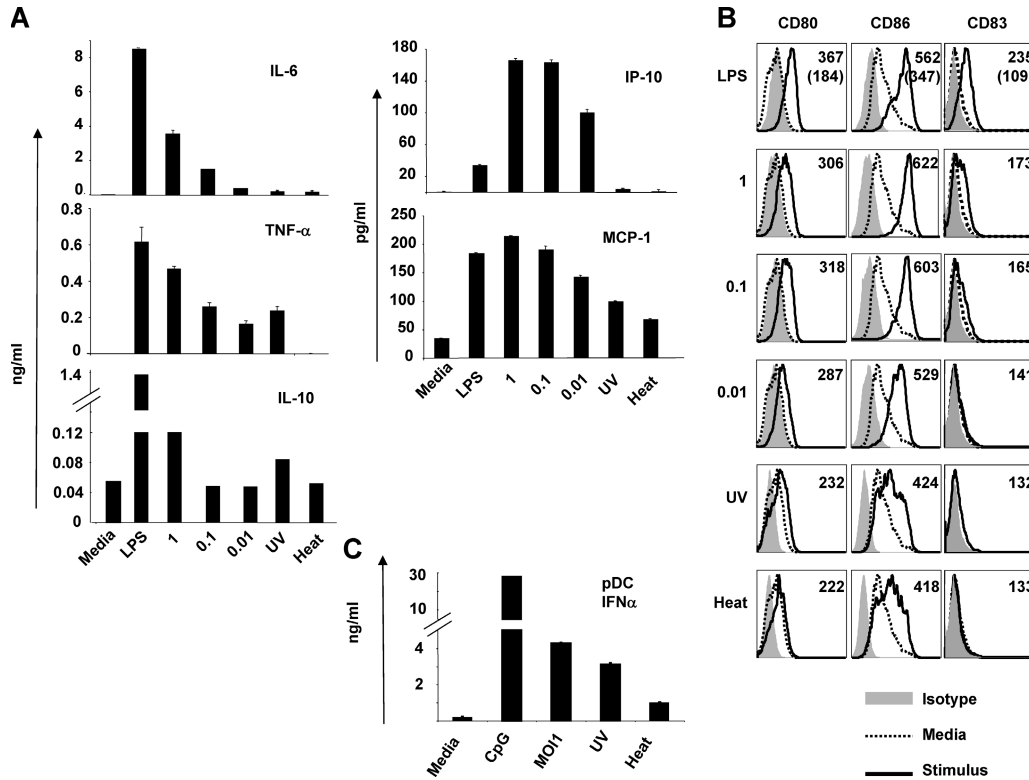 A
IL-6
8
6
4
2
0
TNF-α
0.8
0.6
0.4
0.2
0
ng/ml
IL-10
1.4
0.12
0.08
0.04
0
Media LPS 1 0.1 0.01 UV Heat
IP-10
180
160
140
120
100
80
60
40
20
pg/ml
MCP-1
250
200
150
100
50
0
Media LPS 1 0.1 0.01 UV Heat
B
CD80 CD86 CD83
LPS 367 562 235
(184) (347) (109
1 306 622 173
0.1 318 603 165
0.01 287 529 141
UV 232 424 132
Heat 222 418 133
Isotype
Media
Stimulus
C
pDC
IFNα
ng/ml
30
10
4
2
Media CpG MOI1 UV Heat